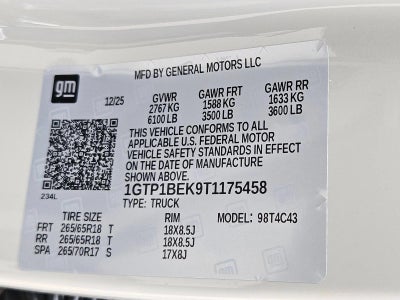 gm
MFD BY GENERAL MOTORS LLC
12/25 GVWR GAWR FRT GAWR RR
2767 KG 1588 KG 1633 KG
6100 LB 3500 LB 3600 LB
THIS VEHICLE CONFORMS TO ALL
APPLICABLE U.S. FEDERAL MOTOR
VEHICLE SAFETY STANDARDS IN EFFECT
ON THE DATE OF MANUFACTURE
SHOWN ABOVE.
1GTP1BEK9T1175458
234L TYPE: TRUCK
TIRE SIZE RIM MODEL: 98T4C43
FRT 265/65R18 T 18X8.5J
RR 265/65R18 T 18X8.5J
SPA 265/70R17 S 17X8J